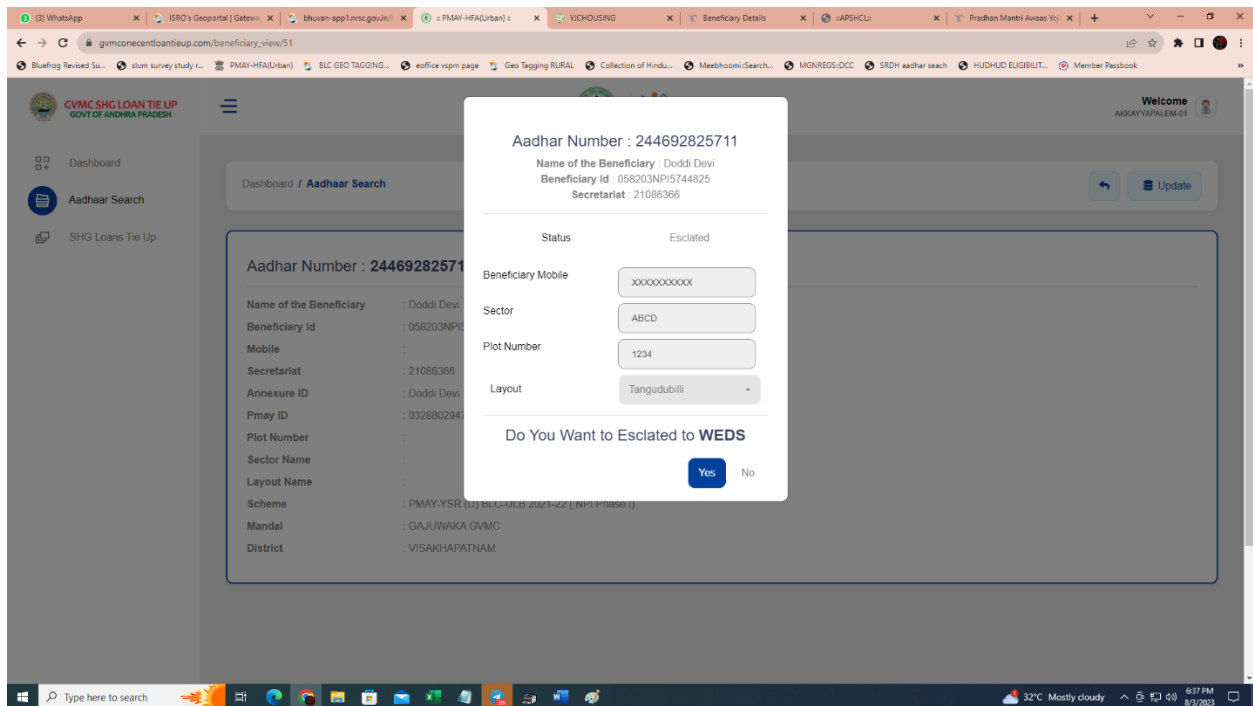 (3) WhatsApp
ISRO's Geoportal | Gatewa
bhuvan-app1.nrsc.gov.in/
:: PMAY-HFA(Urban) ::
YJCHOUSING
Beneficiary Details
::APSHCL::
Pradhan Mantri Awaas Yoj
gvmconecentloantieup.com/beneficiary_view/51
Bluefrog Revised Su...
slum survey study r...
PMAY-HFA(Urban)
BLC GEO TAGGING...
eoffice vspm page
Geo Tagging RURAL
Collection of Hindu...
Meebhoomi:Search...
MGNREGS::DCC
SRDH aadhar seach
HUDHUD ELIGIBILIT...
Member Passbook
GVMC SHG LOAN TIE UP
GOVT OF ANDHRA PRADESH
Welcome
AKKAYYAPALEM-01
Dashboard
Aadhaar Search
SHG Loans Tie Up
Dashboard / Aadhaar Search
Update
Aadhar Number : 24469282571
Name of the Beneficiary : Doddi Devi
Beneficiary Id : 058203NPI5
Mobile :
Secretariat : 21086366
Annexure ID : Doddi Devi
Pmay ID : 0328802947
Plot Number :
Sector Name :
Layout Name :
Scheme : PMAY-YSR (U) BLC-ULB 2021-22 ( NPI Phase I)
Mandal : GAJUWAKA GVMC
District : VISAKHAPATNAM
Aadhar Number : 244692825711
Name of the Beneficiary : Doddi Devi
Beneficiary Id : 058203NPI5744825
Secretariat : 21086366
Status Esclated
Beneficiary Mobile XXXXXXXXXX
Sector ABCD
Plot Number 1234
Layout Tangudubilli
Do You Want to Esclated to WEDS
Yes No
Type here to search
32°C Mostly cloudy
6:37 PM
8/3/2023